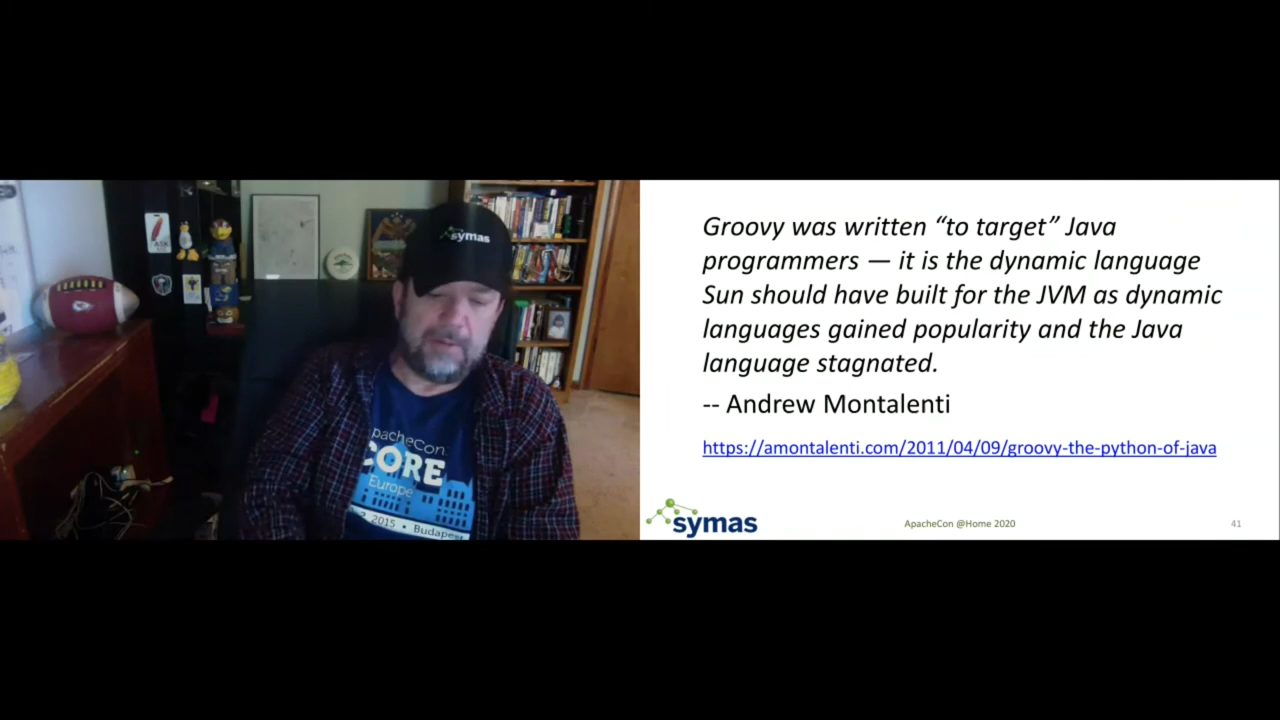 symas
pacheCon
CORE
Europe
2015 • Budapest
Groovy was written “to target” Java
programmers — it is the dynamic language
Sun should have built for the JVM as dynamic
languages gained popularity and the Java
language stagnated.
-- Andrew Montalenti
https://amontalenti.com/2011/04/09/groovy-the-python-of-java
symas
ApacheCon @Home 2020
41